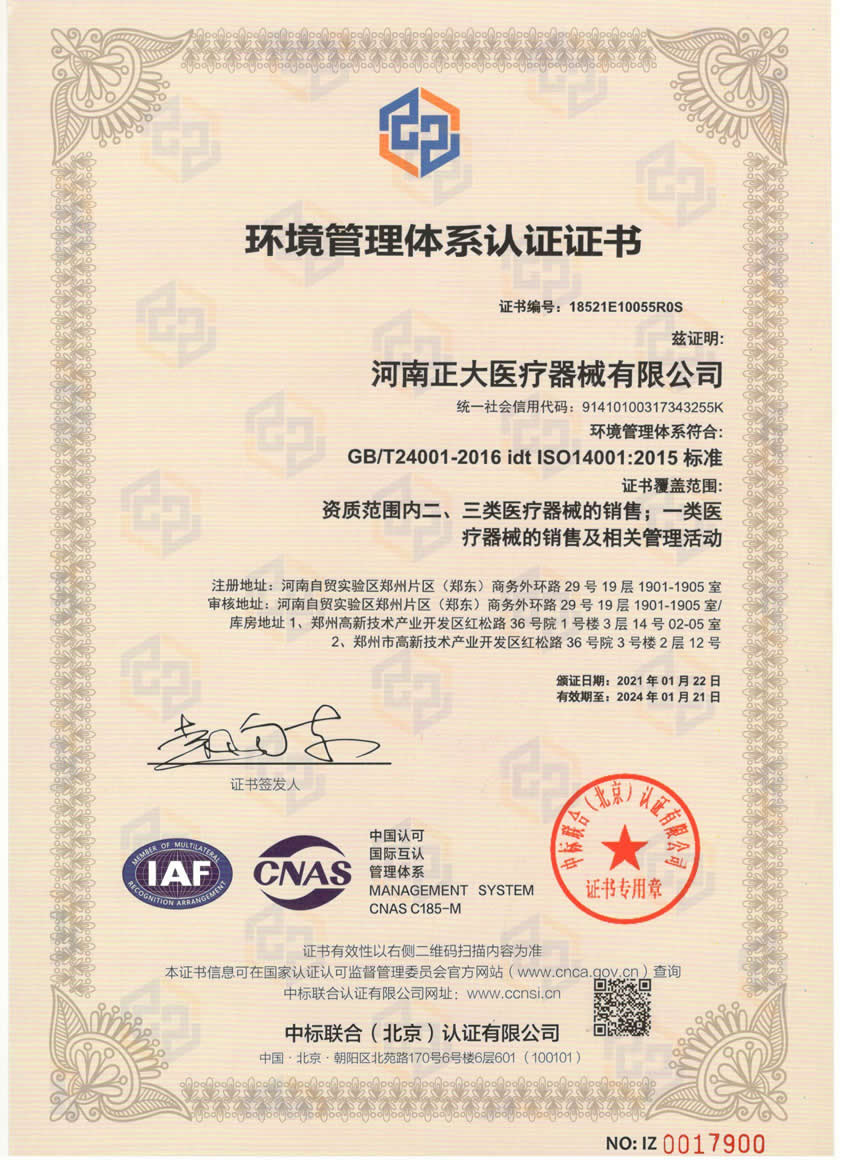 环境管理体系认证证书
证书编号：18521E10055R0S
兹证明:
河南正大医疗器械有限公司
统一社会信用代码：91410100317343255K
环境管理体系符合:
GB/T24001-2016 idt ISO14001:2015 标准
证书覆盖范围:
资质范围内二、三类医疗器械的销售；一类医
疗器械的销售及相关管理活动
注册地址：河南自贸实验区郑州片区（郑东）商务外环路 29 号 19 层 1901-1905 室
审核地址：河南自贸实验区郑州片区（郑东）商务外环路 29 号 19 层 1901-1905 室/
库房地址 1、郑州高新技术产业开发区红松路 36 号院 1 号楼 3 层 14 号 02-05 室
2、郑州市高新技术产业开发区红松路 36 号院 3 号楼 2 层 12 号
颁证日期：2021 年 01 月 22 日
有效期至：2024 年 01 月 21 日
证书签发人
MEMBER OF MULTILATERAL
IAF
RECOGNITION ARRANGEMENT
CNAS
中国认可
国际互认
管理体系
MANAGEMENT SYSTEM
CNAS C185-M
中标联合（北京）认证有限公司
证书专用章
证书有效性以右侧二维码扫描内容为准
本证书信息可在国家认证认可监督管理委员会官方网站（www.cnca.gov.cn）查询
中标联合认证有限公司网址：www.ccnsi.cn
中标联合（北京）认证有限公司
中国·北京·朝阳区北苑路170号6号楼6层601（100101）
NO: IZ 0017900